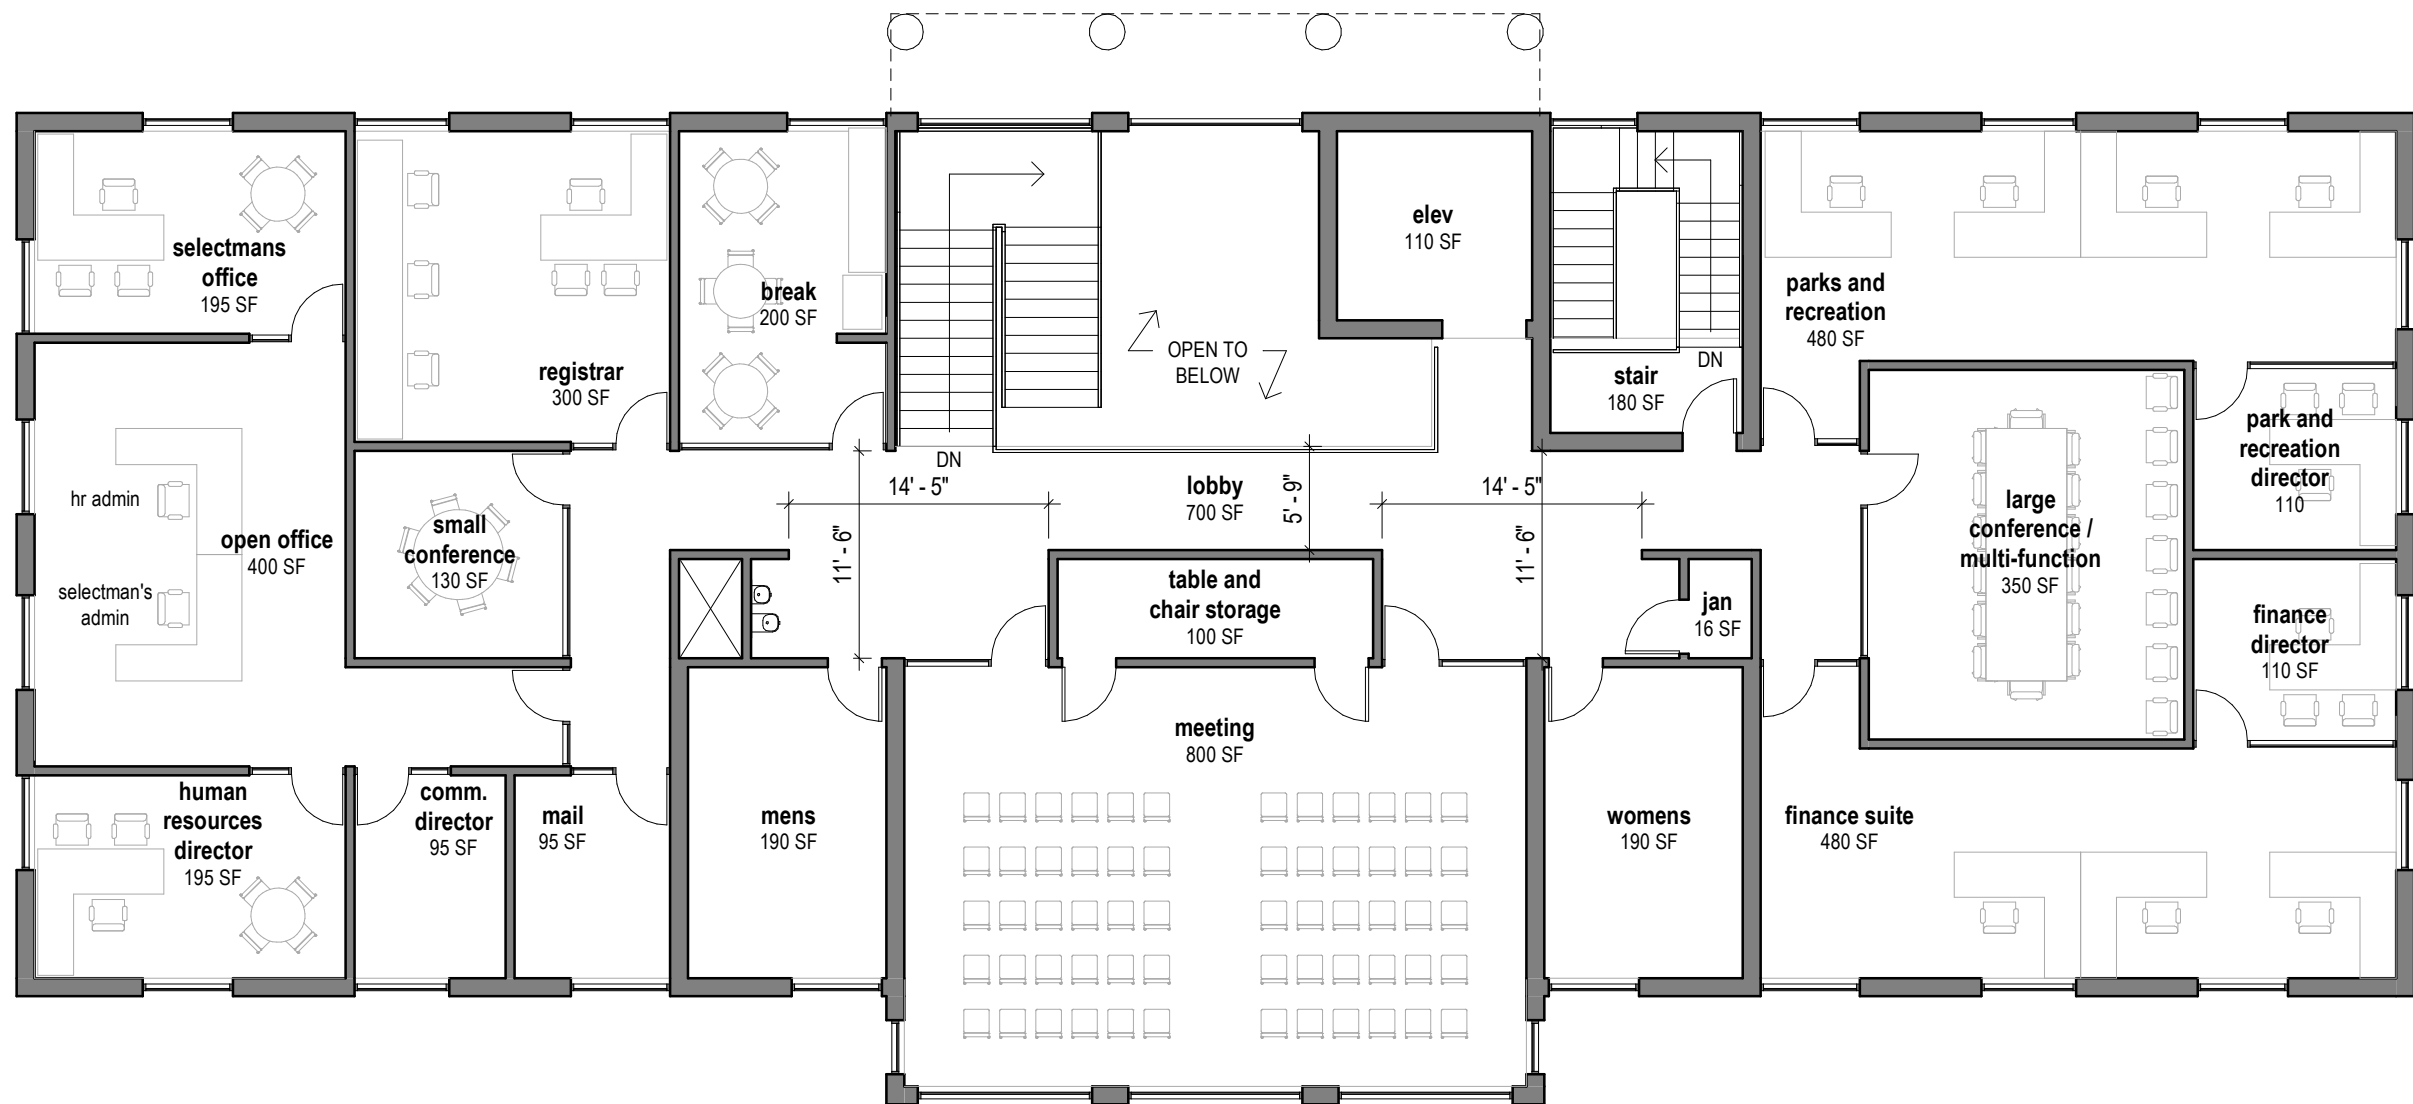 selectmans
office
195 SF
registrar
300 SF
break
200 SF
elev
110 SF
OPEN TO
BELOW
stair
180 SF
DN
parks and
recreation
480 SF
park and
recreation
director
110
hr admin
open office
400 SF
selectman's
admin
small
conference
130 SF
DN
14' - 5"
11' - 6"
lobby
700 SF
5' - 9"
14' - 5"
11' - 6"
table and
chair storage
100 SF
jan
16 SF
large
conference /
multi-function
350 SF
finance
director
110 SF
human
resources
director
195 SF
comm.
director
95 SF
mail
95 SF
mens
190 SF
meeting
800 SF
womens
190 SF
finance suite
480 SF